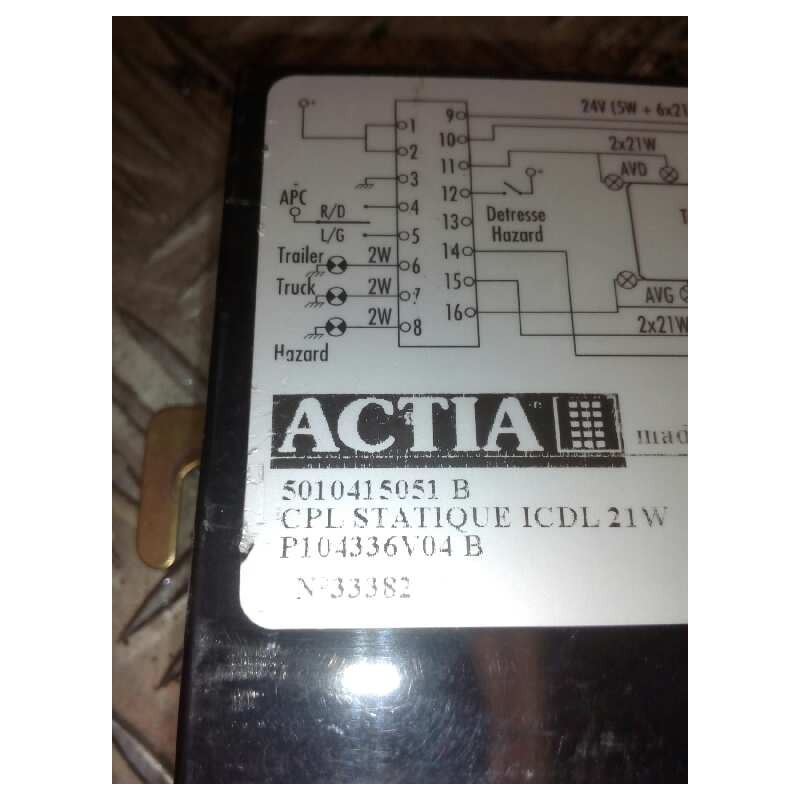 +
1
2
3
4
5
6
7
8
9
10
11
12
13
14
15
16
24V (5W + 6x21
2x21W
AVD
+
Detresse
Hazard
+
APC
R/D
L/G
Trailer 2W
Truck 2W
2W
Hazard
AVG
2x21W
ACTIA
5010415051 B
CPL STATIQUE ICDL 21W
P104336V04 B
N°33382